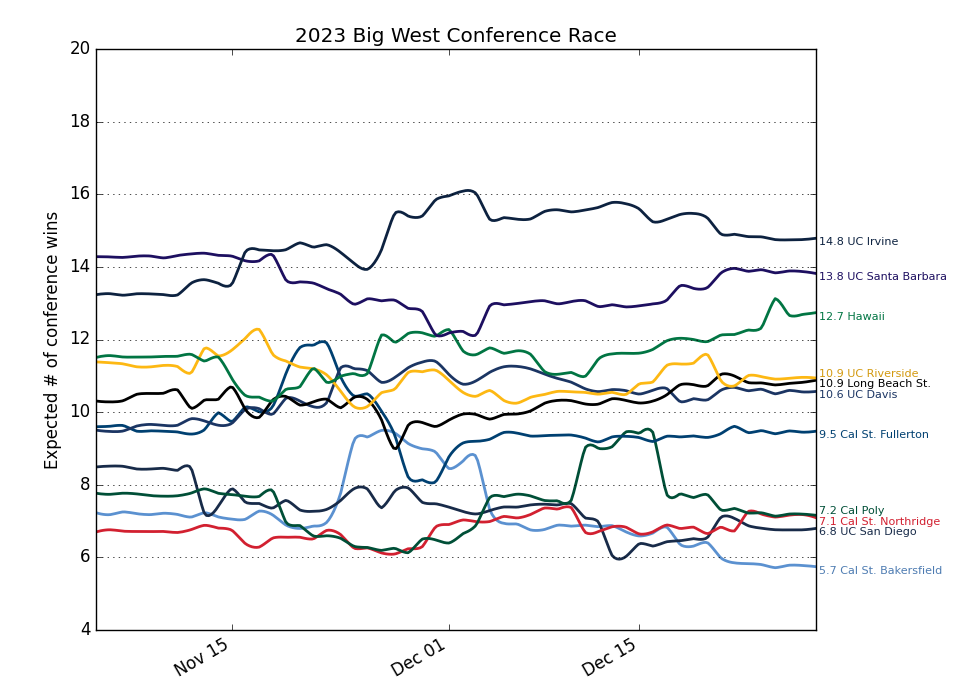 2023 Big West Conference Race
Expected # of conference wins
20
18
16
14
12
10
8
6
4
Nov 15
Dec 01
Dec 15
14.8 UC Irvine
13.8 UC Santa Barbara
12.7 Hawaii
10.9 UC Riverside
10.9 Long Beach St.
10.6 UC Davis
9.5 Cal St. Fullerton
7.2 Cal Poly
7.1 Cal St. Northridge
6.8 UC San Diego
5.7 Cal St. Bakersfield